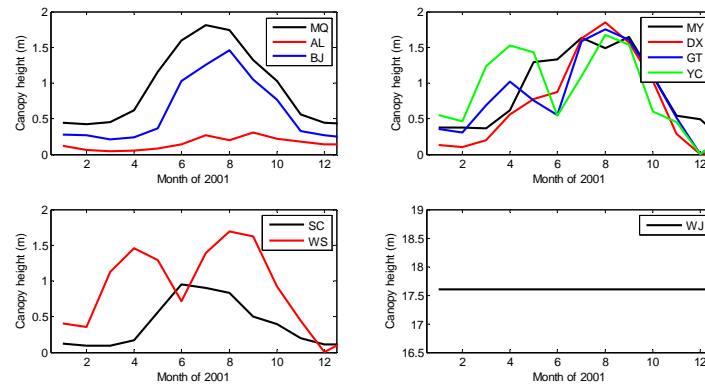 2
1.5
1
0.5
0
Canopy height (m)
MQ
AL
BJ
2 4 6 8 10 12
Month of 2001
2
1.5
1
0.5
0
Canopy height (m)
MY
DX
GT
YC
2 4 6 8 10 12
Month of 2001
2
1.5
1
0.5
0
Canopy height (m)
SC
WS
2 4 6 8 10 12
Month of 2001
19
18.5
18
17.5
17
16.5
Canopy height (m)
WJ
2 4 6 8 10 12
Month of 2001